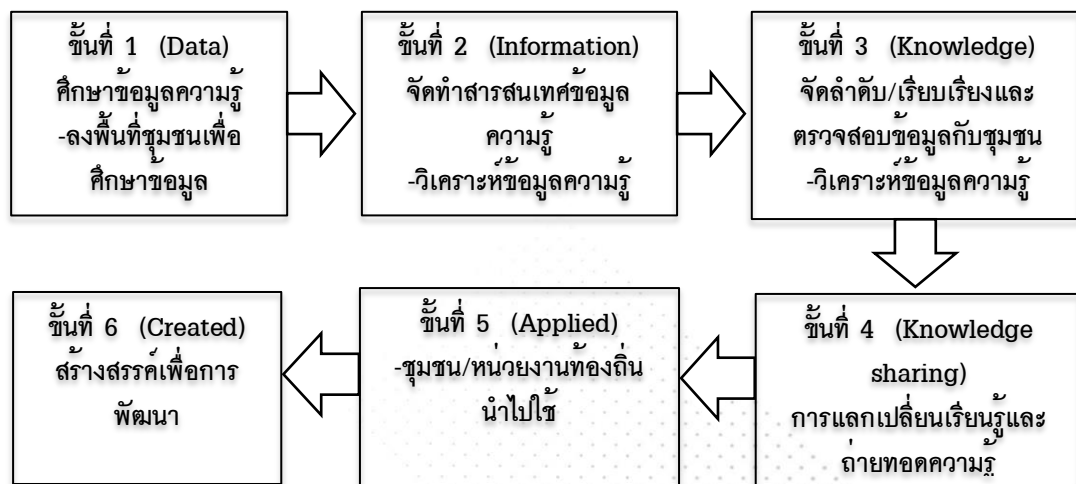 ขั้นที่ 1 (Data)
ศึกษาข้อมูลความรู้
-ลงพื้นที่ชุมชนเพื่อ
ศึกษาข้อมูล
ขั้นที่ 2 (Information)
จัดทำสารสนเทศข้อมูล
ความรู้
-วิเคราะห์ข้อมูลความรู้
ขั้นที่ 3 (Knowledge)
จัดลำดับ/เรียบเรียงและ
ตรวจสอบข้อมูลกับชุมชน
-วิเคราะห์ข้อมูลความรู้
ขั้นที่ 4 (Knowledge
sharing)
การแลกเปลี่ยนเรียนรู้และ
ถ่ายทอดความรู้
ขั้นที่ 5 (Applied)
-ชุมชน/หน่วยงานท้องถิ่น
นำไปใช้
ขั้นที่ 6 (Created)
สร้างสรรค์เพื่อการ
พัฒนา